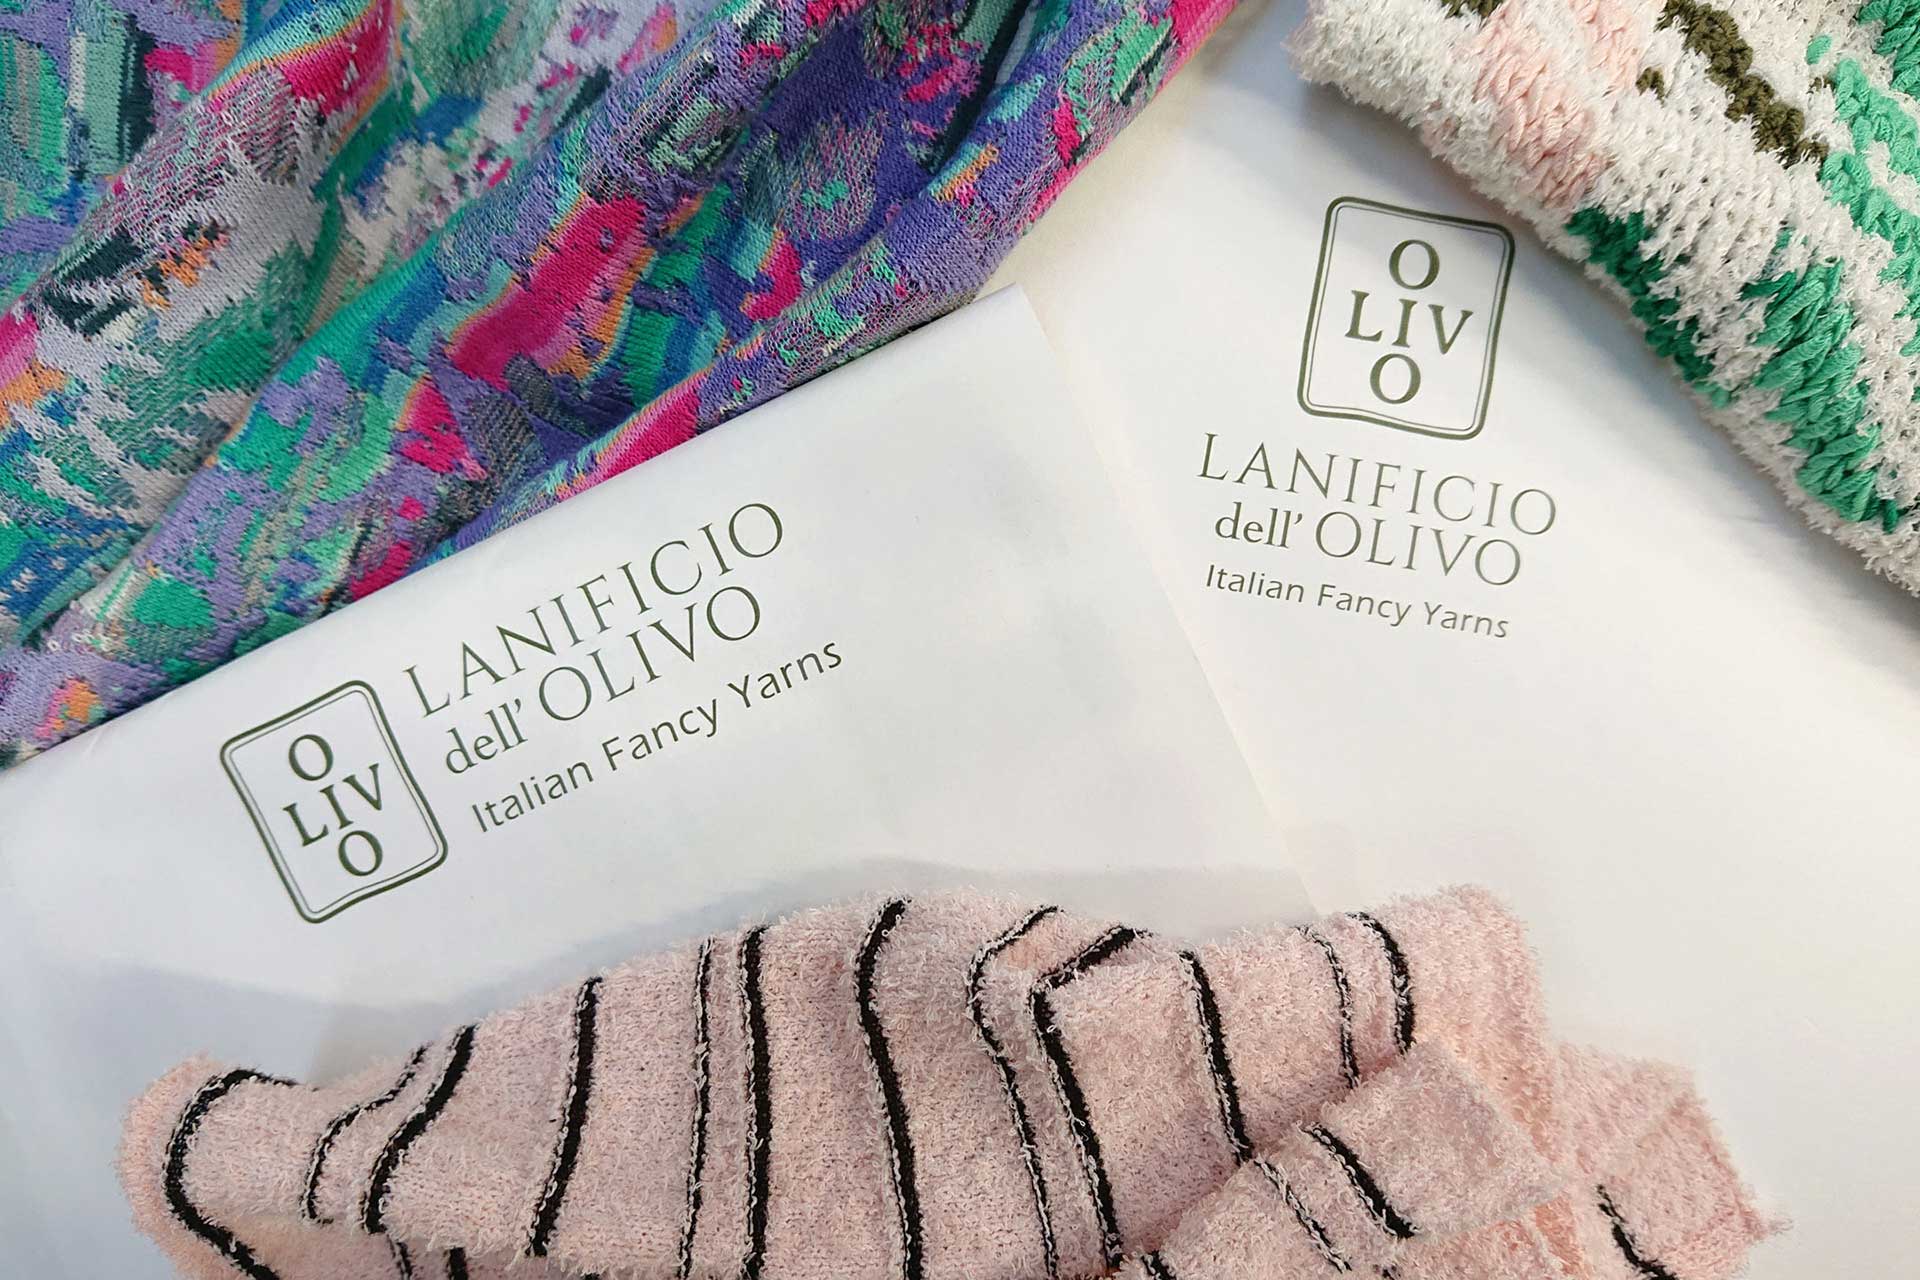 O
LIV
O
LANIFICIO
dell' OLIVO
Italian Fancy Yarns
O
LIV
O
LANIFICIO
dell' OLIVO
Italian Fancy Yarns